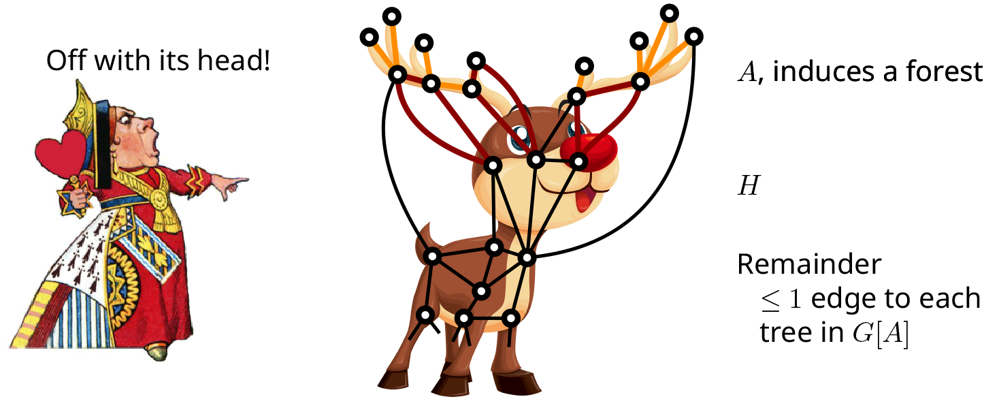 Off with its head!
A, induces a forest
H
Remainder
≤ 1 edge to each
tree in G[A]